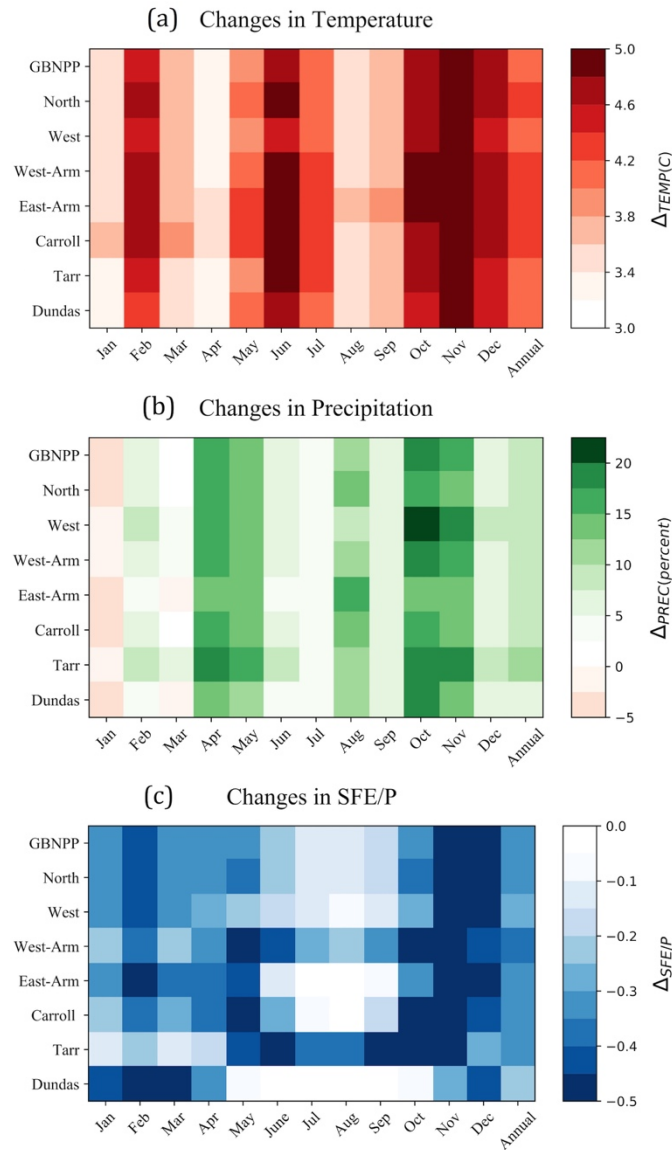 (a) Changes in Temperature
GBNPP
North
West
West-Arm
East-Arm
Carroll
Tarr
Dundas
Jan Feb Mar Apr May Jun Jul Aug Sep Oct Nov Dec Annual
5.0
4.6
4.2
3.8
3.4
3.0
Δ TEMP(C)
(b) Changes in Precipitation
GBNPP
North
West
West-Arm
East-Arm
Carroll
Tarr
Dundas
Jan Feb Mar Apr May Jun Jul Aug Sep Oct Nov Dec Annual
20
15
10
5
0
−5
Δ PREC(percent)
(c) Changes in SFE/P
GBNPP
North
West
West-Arm
East-Arm
Carroll
Tarr
Dundas
Jan Feb Mar Apr May June Jul Aug Sep Oct Nov Dec Annual
0.0
−0.1
−0.2
−0.3
−0.4
−0.5
Δ SFE/P